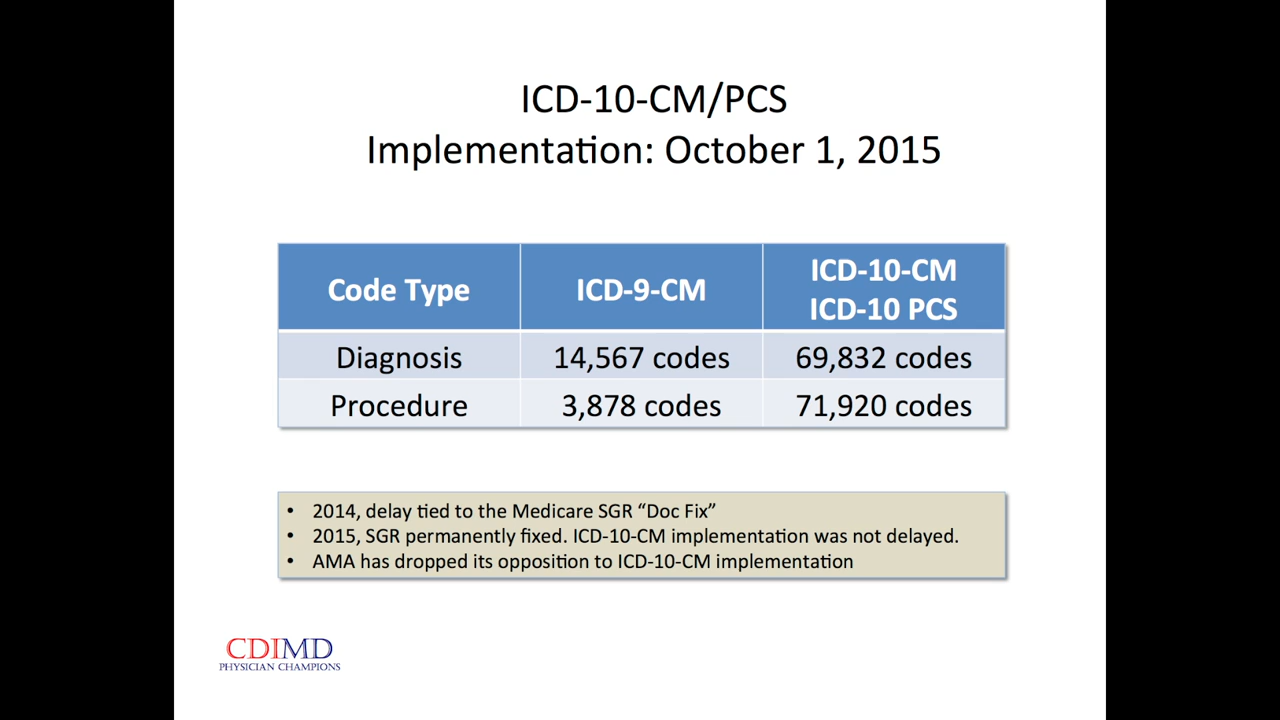 ICD-10-CM/PCS
Implementation: October 1, 2015
Code Type
ICD-9-CM
ICD-10-CM
ICD-10 PCS
Diagnosis
14,567 codes
69,832 codes
Procedure
3,878 codes
71,920 codes
• 2014, delay tied to the Medicare SGR “Doc Fix”
• 2015, SGR permanently fixed. ICD-10-CM implementation was not delayed.
• AMA has dropped its opposition to ICD-10-CM implementation
CDIMD
PHYSICIAN CHAMPIONS